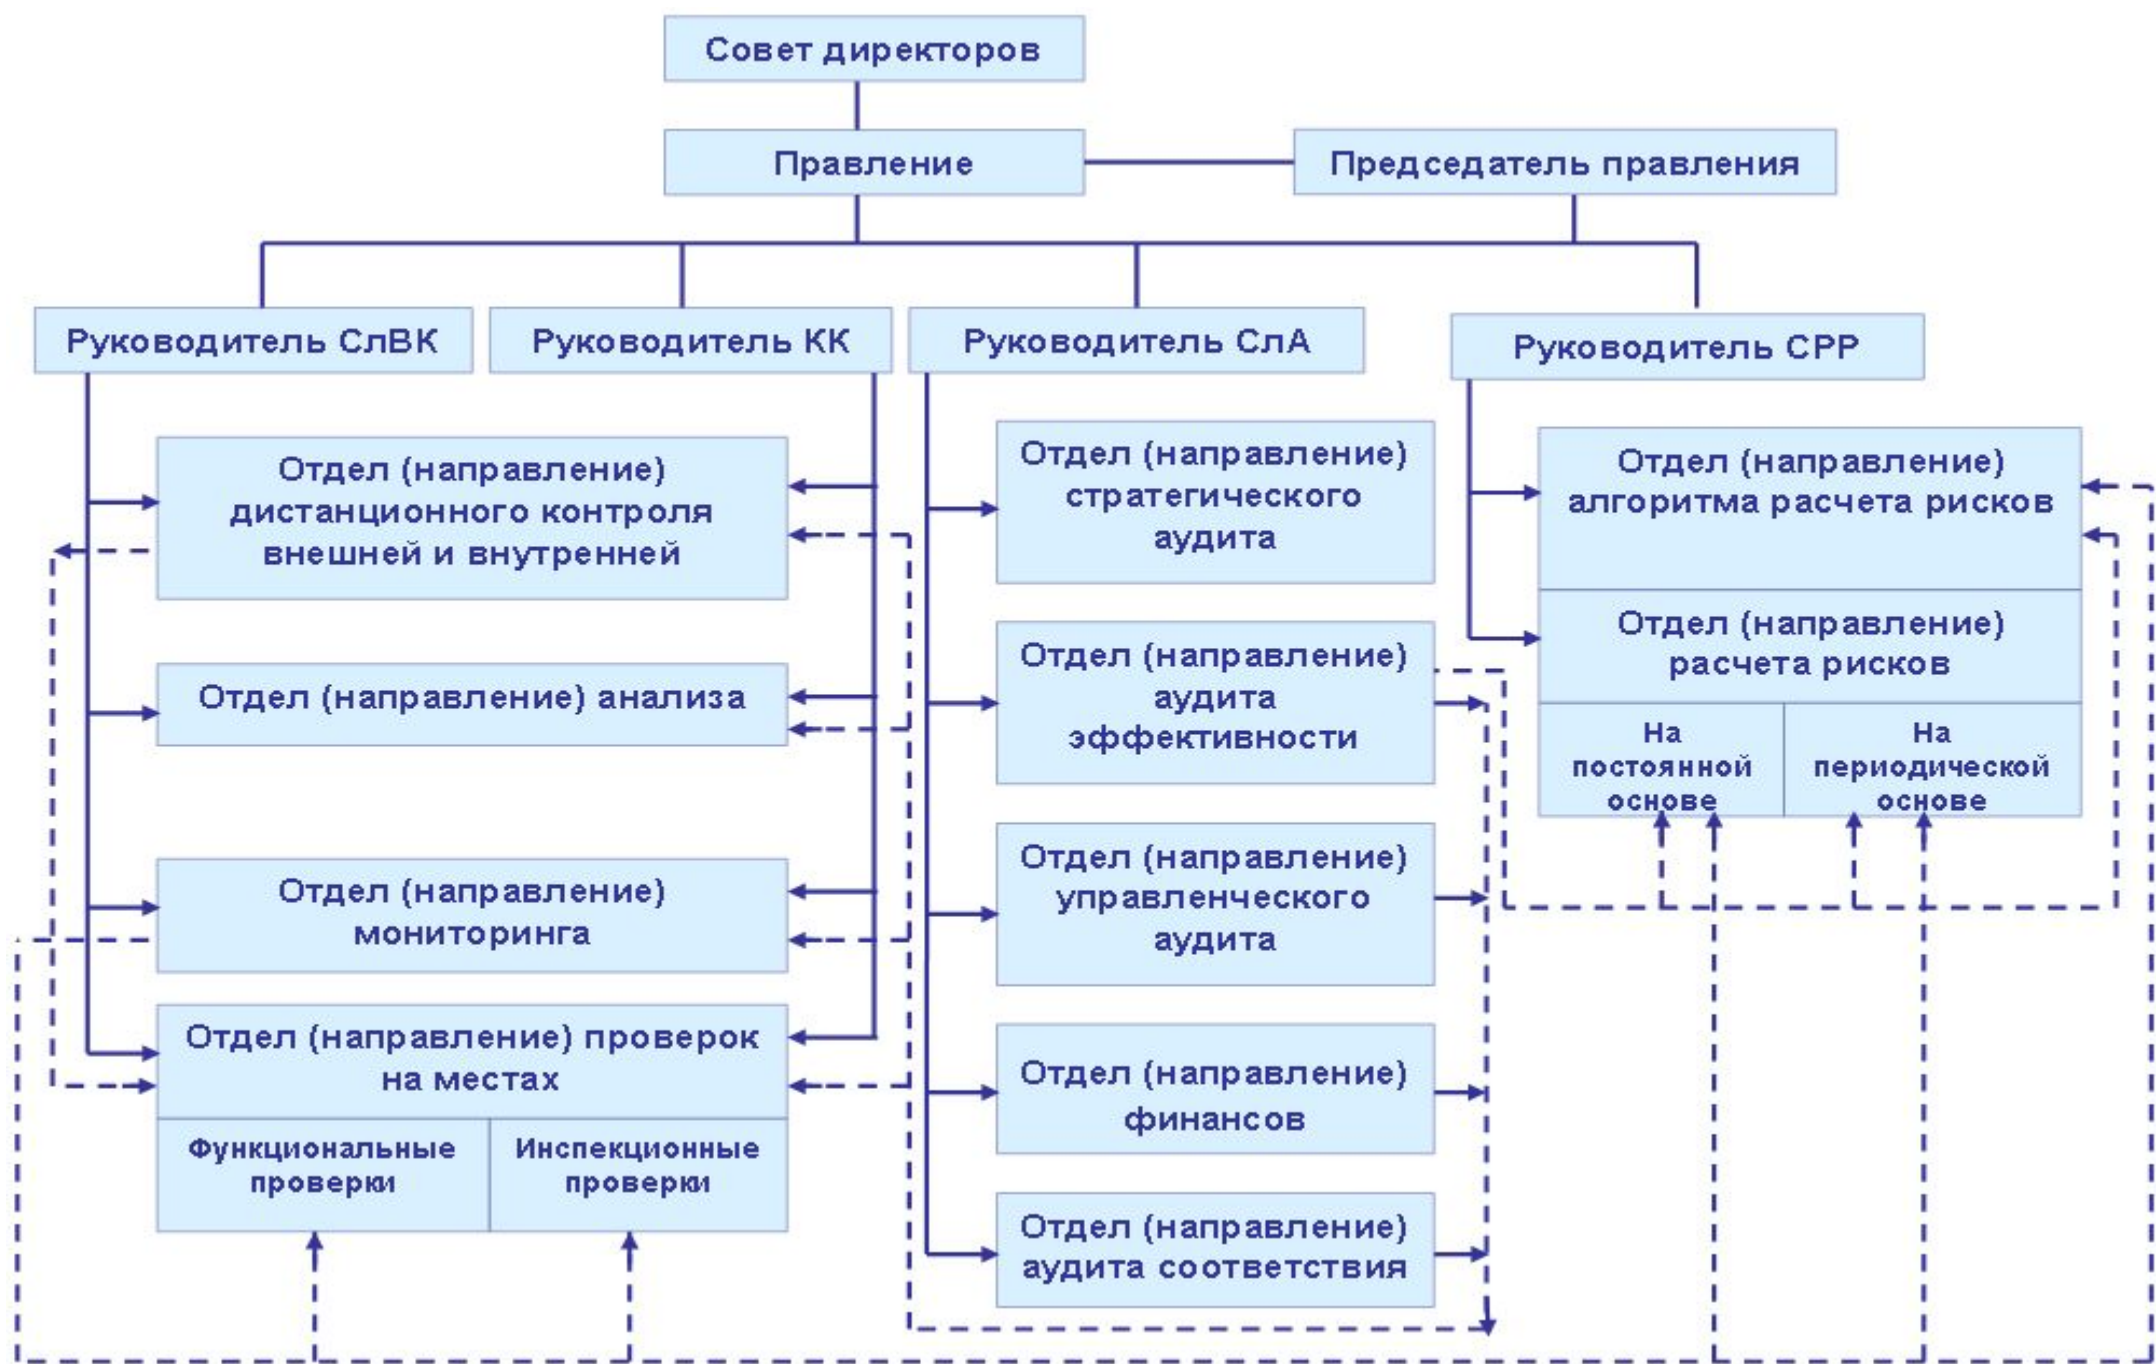 Совет директоров
Правление
Председатель правления
Руководитель СлВК
Руководитель КК
Руководитель СлА
Руководитель СРР
Отдел (направление)
дистанционного контроля
внешней и внутренней
Отдел (направление) анализа
Отдел (направление)
мониторинга
Отдел (направление) проверок
на местах
Функциональные
проверки
Инспекционные
проверки
Отдел (направление)
стратегического
аудита
Отдел (направление)
аудита
эффективности
Отдел (направление)
управленческого
аудита
Отдел (направление)
финансов
Отдел (направление)
аудита соответствия
Отдел (направление)
алгоритма расчета рисков
Отдел (направление)
расчета рисков
На
постоянной
основе
На
периодической
основе